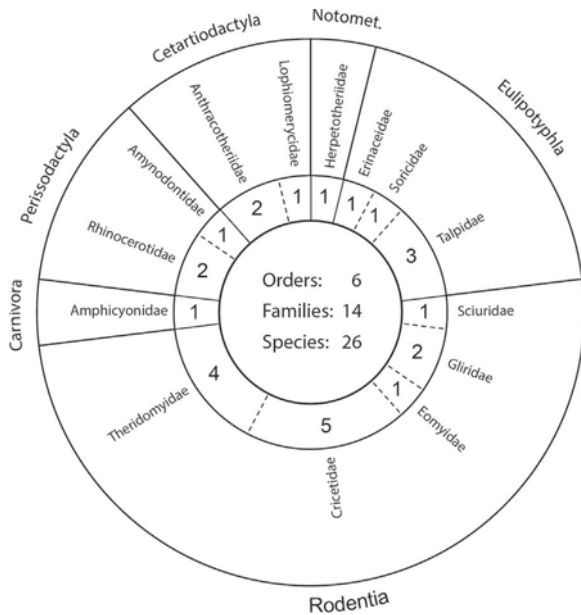 Notomet.
Herpetotheriidae
1
Eulipotyphla
Erinaceidae
1
Soricidae
1
Talpidae
3
Rodentia
Sciuridae
1
Gliridae
2
Eomyidae
1
Cricetidae
5
Theridomyidae
4
Carnivora
Amphicyonidae
1
Perissodactyla
Rhinocerotidae
2
Amynodontidae
1
Cetartiodactyla
Anthracotheriidae
2
Lophiomerycidae
1
Orders: 6
Families: 14
Species: 26